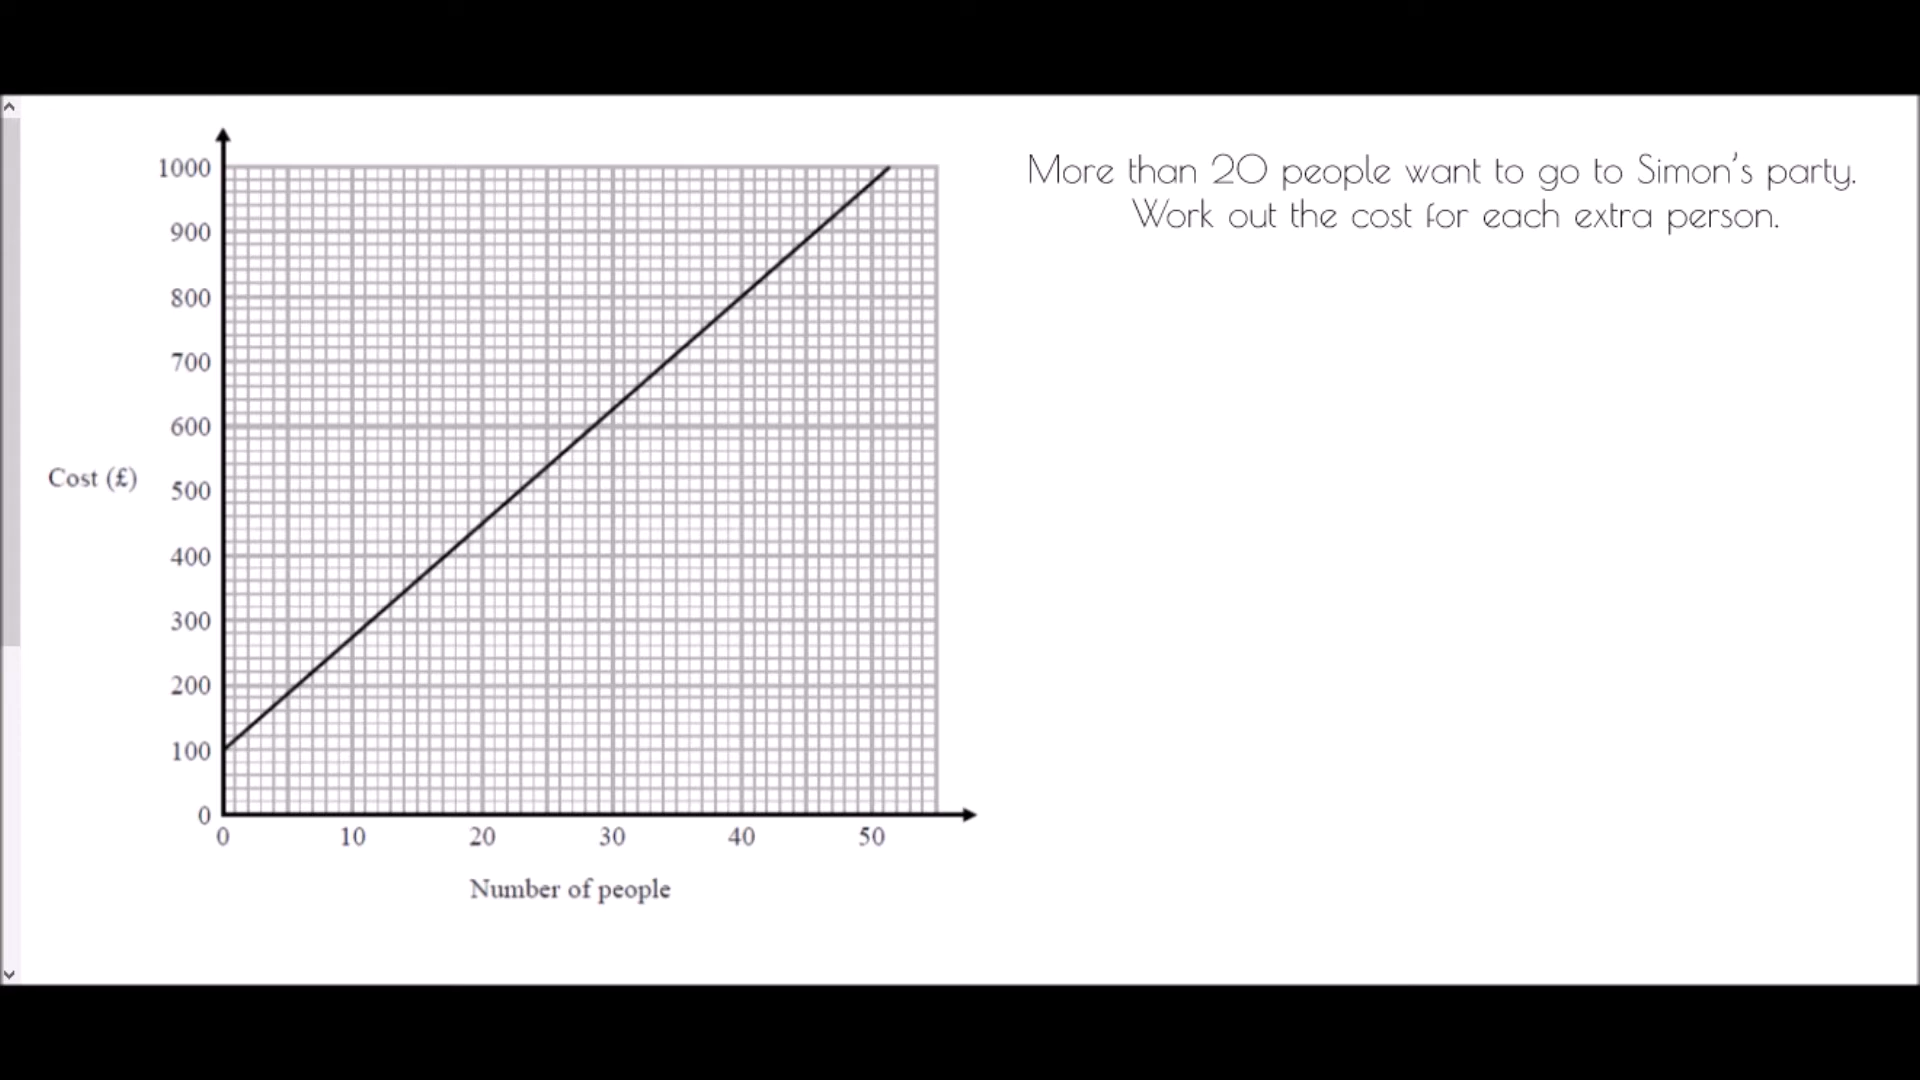 1000
900
800
700
600
500
400
300
200
100
0
Cost (£)
0 10 20 30 40 50
Number of people
More than 20 people want to go to Simon's party.
Work out the cost for each extra person.